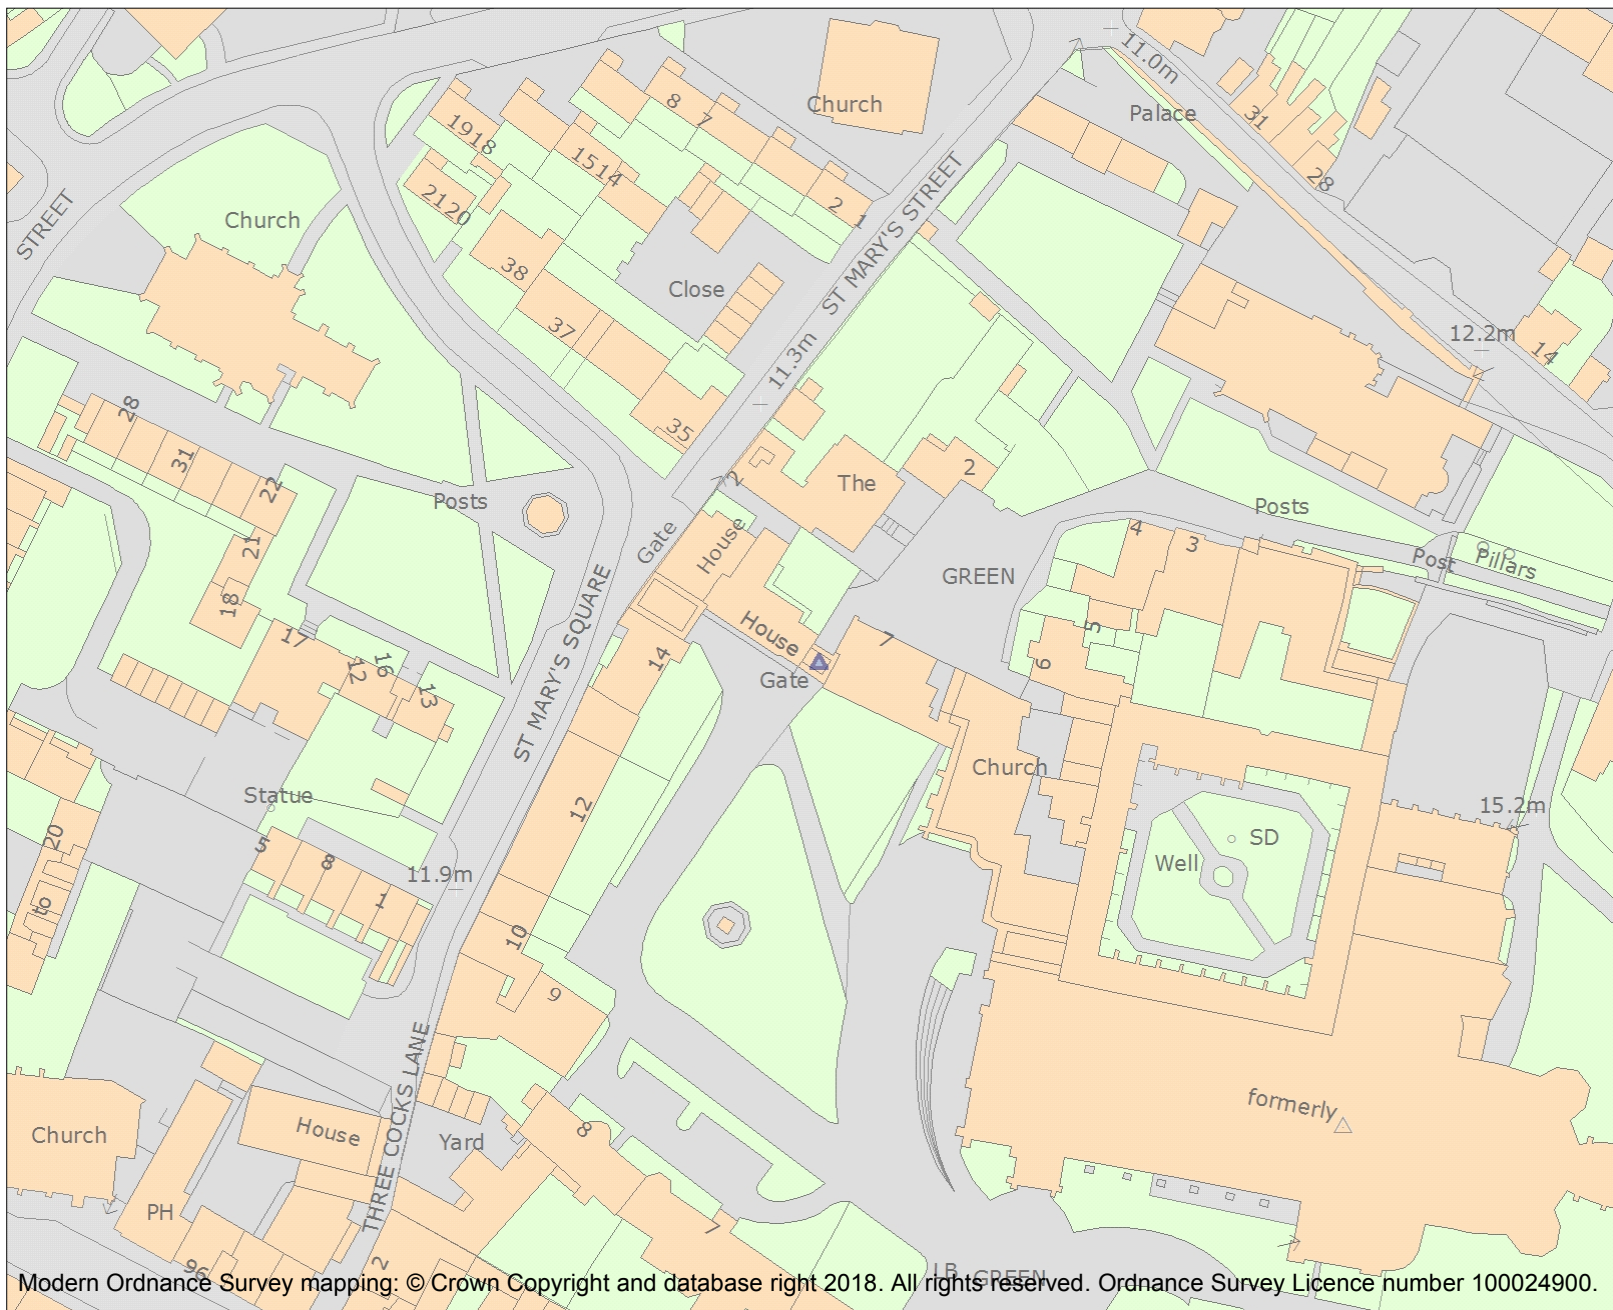 11.0m
Palace
Church
8
7
31
28
1918
1514
2120
2
1
ST MARY'S STREET
STREET
Church
38
Close
37
11.3m
12.2m
14
28
35
31
22
2
The
2
Posts
Posts
Gate
House
4
3
Post
Pillars
21
GREEN
18
ST MARY'S SQUARE
House
7
5
17
12
16
13
14
6
Gate
Church
Statue
12
15.2m
20
5
8
SD
Well
11.9m
1
to
10
9
THREE COCKS LANE
formerly
Church
House
Yard
8
PH
7
96
2
LB
GREEN
Modern Ordnance Survey mapping: © Crown Copyright and database right 2018. All rights reserved. Ordnance Survey Licence number 100024900.